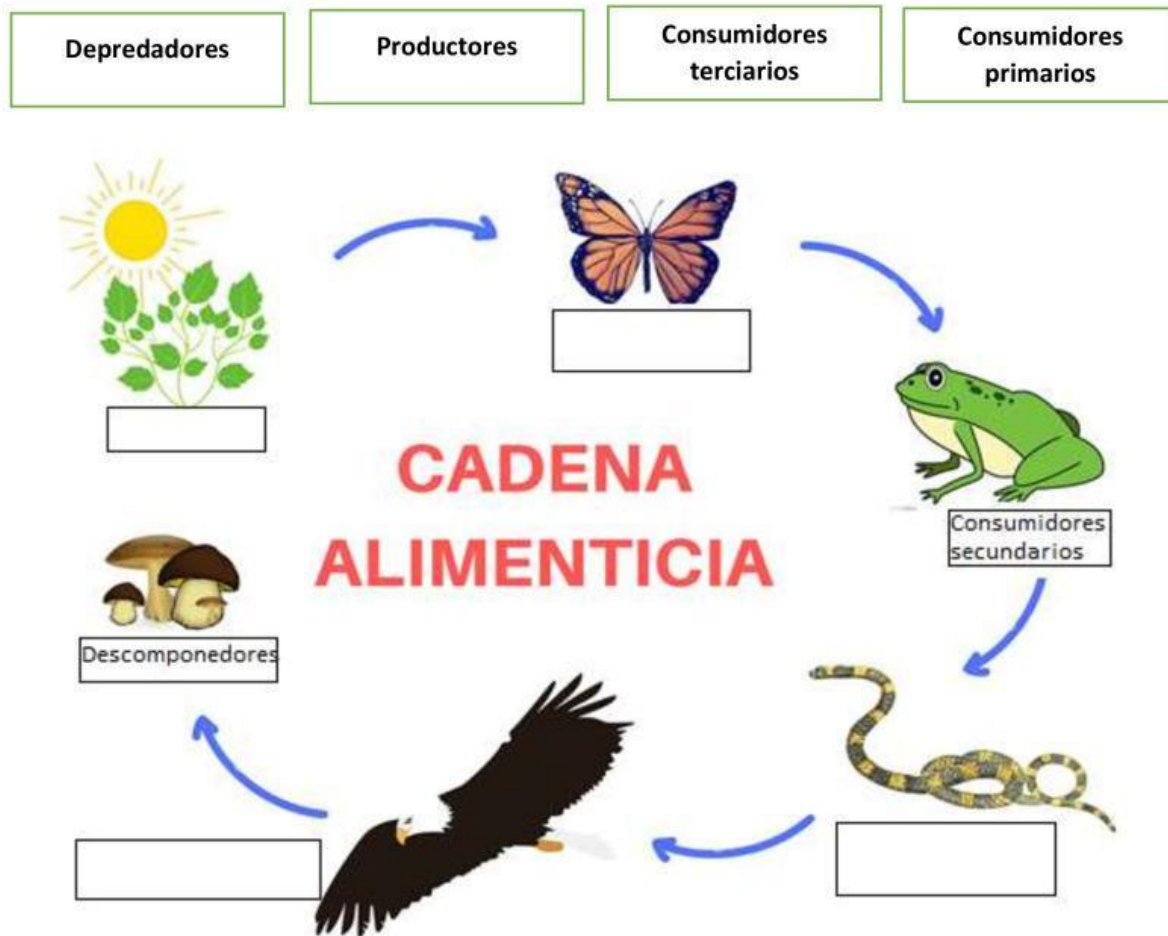 Depredadores
Productores
Consumidores
terciarios
Consumidores
primarios
CADENA
ALIMENTICIA
Consumidores
secundarios
Descomponedores